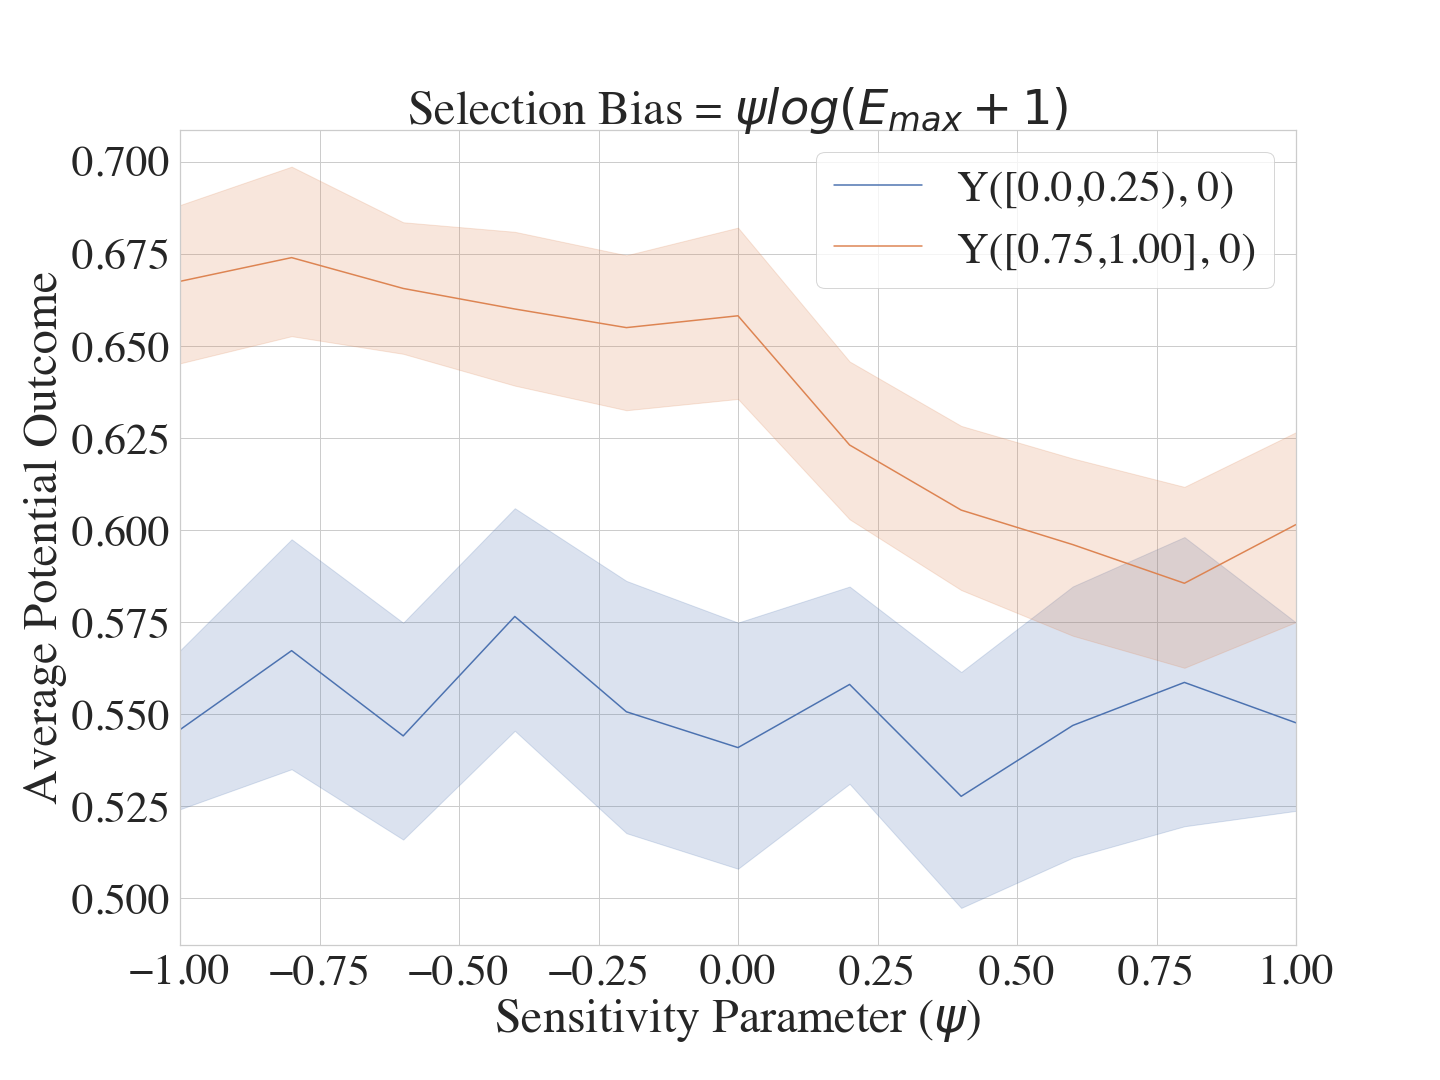 Selection Bias = ψlog(E_max + 1)
Y([0.0,0.25), 0)
Y([0.75,1.00], 0)
Average Potential Outcome
0.700
0.675
0.650
0.625
0.600
0.575
0.550
0.525
0.500
−1.00 −0.75 −0.50 −0.25 0.00 0.25 0.50 0.75 1.00
Sensitivity Parameter (ψ)